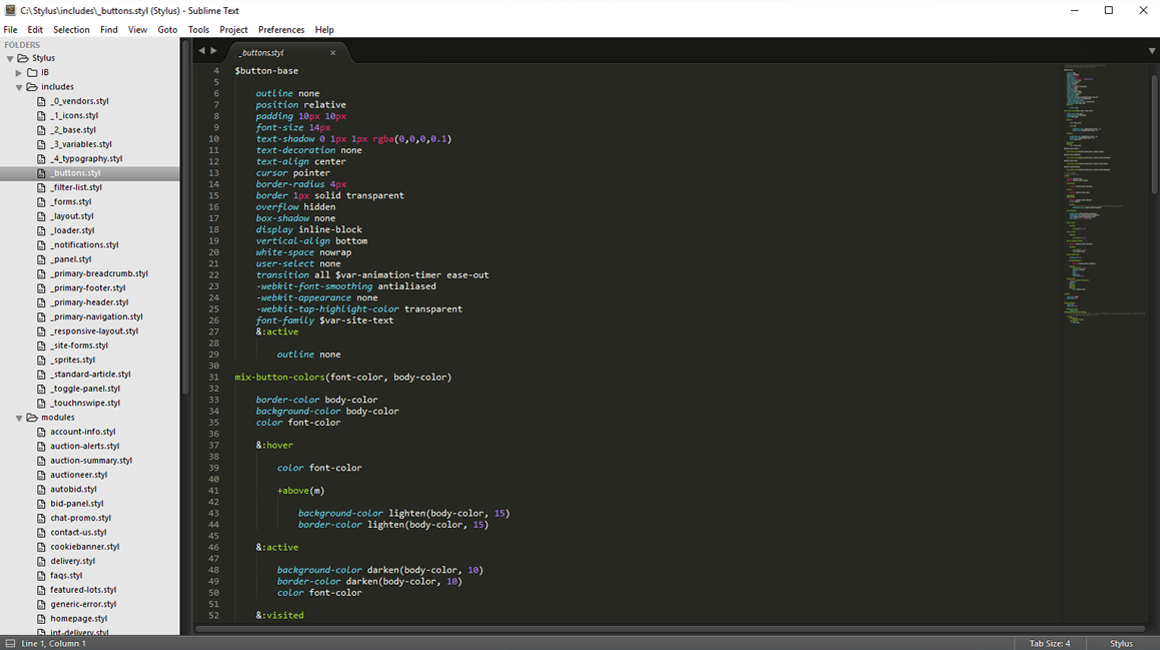 C:\Stylus\includes\_buttons.styl (Stylus) - Sublime Text
File Edit Selection Find View Goto Tools Project Preferences Help
FOLDERS
Stylus
IB
includes
_0_vendors.styl
_1_icons.styl
_2_base.styl
_3_variables.styl
_4_typography.styl
_buttons.styl
_filter-list.styl
_forms.styl
_layout.styl
_loader.styl
_notifications.styl
_panel.styl
_primary-breadcrumb.styl
_primary-footer.styl
_primary-header.styl
_primary-navigation.styl
_responsive-layout.styl
_site-forms.styl
_sprites.styl
_standard-article.styl
_toggle-panel.styl
_touchnswipe.styl
modules
account-info.styl
auction-alerts.styl
auction-summary.styl
auctioneer.styl
autobid.styl
bid-panel.styl
chat-promo.styl
contact-us.styl
cookiebanner.styl
delivery.styl
faqs.styl
featured-lots.styl
generic-error.styl
homepage.styl
int-delivery.styl
_buttons.styl
4 $button-base
5
6 outline none
7 position relative
8 padding 10px 10px
9 font-size 14px
10 text-shadow 0 1px 1px rgba(0,0,0,0.1)
11 text-decoration none
12 text-align center
13 cursor pointer
14 border-radius 4px
15 border 1px solid transparent
16 overflow hidden
17 box-shadow none
18 display inline-block
19 vertical-align bottom
20 white-space nowrap
21 user-select none
22 transition all $var-animation-timer ease-out
23 -webkit-font-smoothing antialiased
24 -webkit-appearance none
25 -webkit-tap-highlight-color transparent
26 font-family $var-site-text
27 &:active
28
29 outline none
30
31 mix-button-colors(font-color, body-color)
32
33 border-color body-color
34 background-color body-color
35 color font-color
36
37 &:hover
38
39 color font-color
40
41 +above(m)
42
43 background-color lighten(body-color, 15)
44 border-color lighten(body-color, 15)
45
46 &:active
47
48 background-color darken(body-color, 10)
49 border-color darken(body-color, 10)
50 color font-color
51
52 &:visited
Line 1, Column 1
Tab Size: 4
Stylus